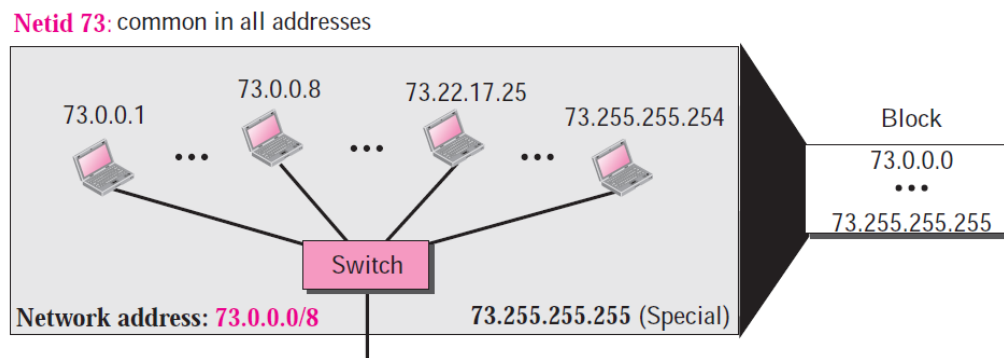 Netid 73: common in all addresses
73.0.0.1
73.0.0.8
73.22.17.25
73.255.255.254
•••
•••
•••
Switch
Network address: 73.0.0.0/8
73.255.255.255 (Special)
Block
73.0.0.0
•••
73.255.255.255